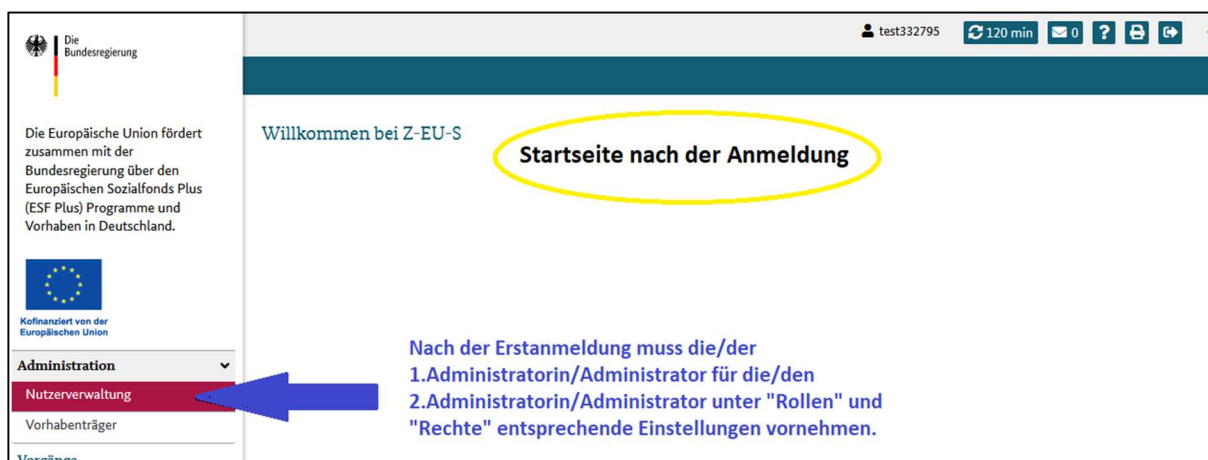 Die
Bundesregierung
test332795
120 min
0
?
Die Europäische Union fördert
zusammen mit der
Bundesregierung über den
Europäischen Sozialfonds Plus
(ESF Plus) Programme und
Vorhaben in Deutschland.
Kofinanziert von der
Europäischen Union
Administration
Nutzerverwaltung
Vorhabenträger
Vorgänge
Willkommen bei Z-EU-S
Startseite nach der Anmeldung
Nach der Erstanmeldung muss die/der
1.Administratorin/Administrator für die/den
2.Administratorin/Administrator unter "Rollen" und
"Rechte" entsprechende Einstellungen vornehmen.